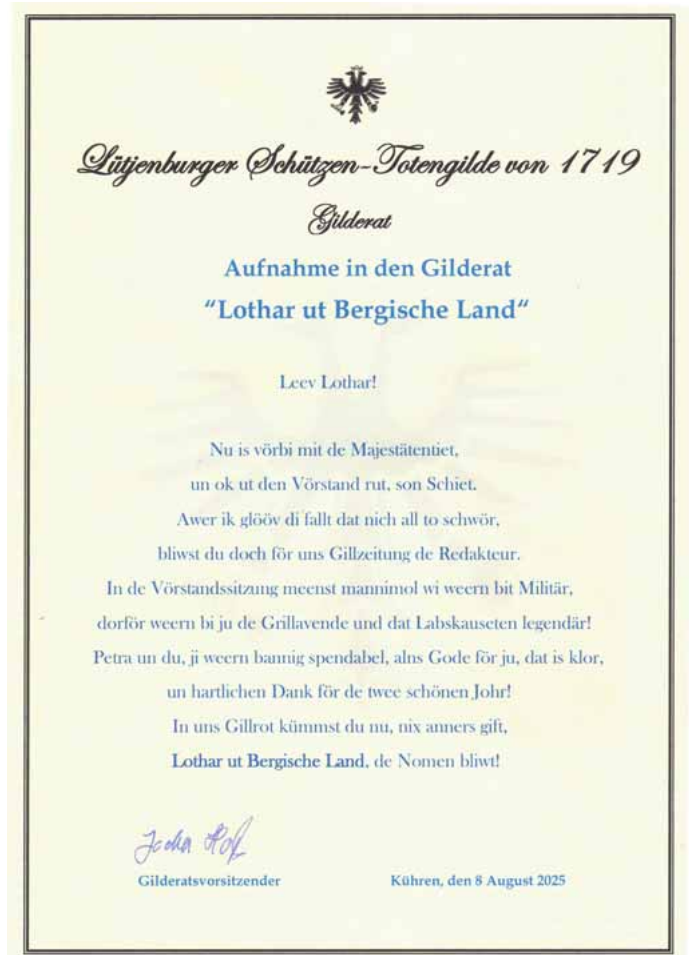 Lütjenburger Schützen-Totengilde von 1719
Gilderat
Aufnahme in den Gilderat
"Lothar ut Bergische Land"
Leev Lothar!
Nu is vörbi mit de Majestätentiet,
un ok ut den Vörstand rut, son Schiet.
Awer ik glööv di fallt dat nich all to schwör,
bliwst du doch för uns Gillzeitung de Redakteur.
In de Vörstandssitzung meenst mannimol wi weern bit Militär,
dorför weern bi ju de Grillavende und dat Labskauseten legendär!
Petra un du, ji weern bannig spendabel, alns Gode för ju, dat is klor,
un hartlichen Dank för de twee schönen Johr!
In uns Gillrot kümmst du nu, nix anners gift,
Lothar ut Bergische Land, de Nomen bliwt!
Gilderatsvorsitzender
Kühren, den 8 August 2025